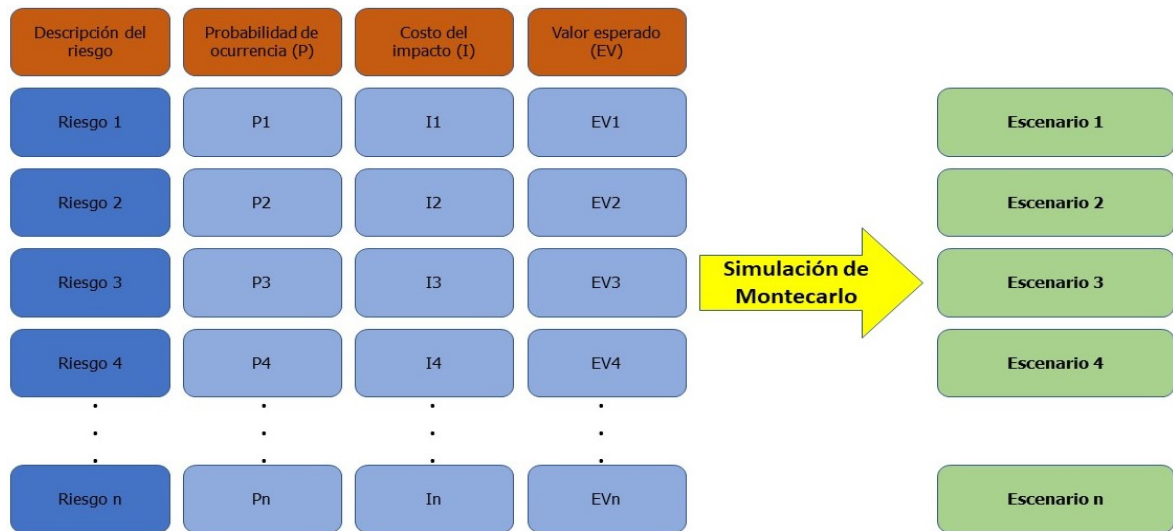 Descripción del
riesgo
Probabilidad de
ocurrencia (P)
Costo del
impacto (I)
Valor esperado
(EV)
Riesgo 1
P1
I1
EV1
Escenario 1
Riesgo 2
P2
I2
EV2
Escenario 2
Riesgo 3
P3
I3
EV3
Simulación de
Montecarlo
Escenario 3
Riesgo 4
P4
I4
EV4
Escenario 4
Riesgo n
Pn
In
EVn
Escenario n